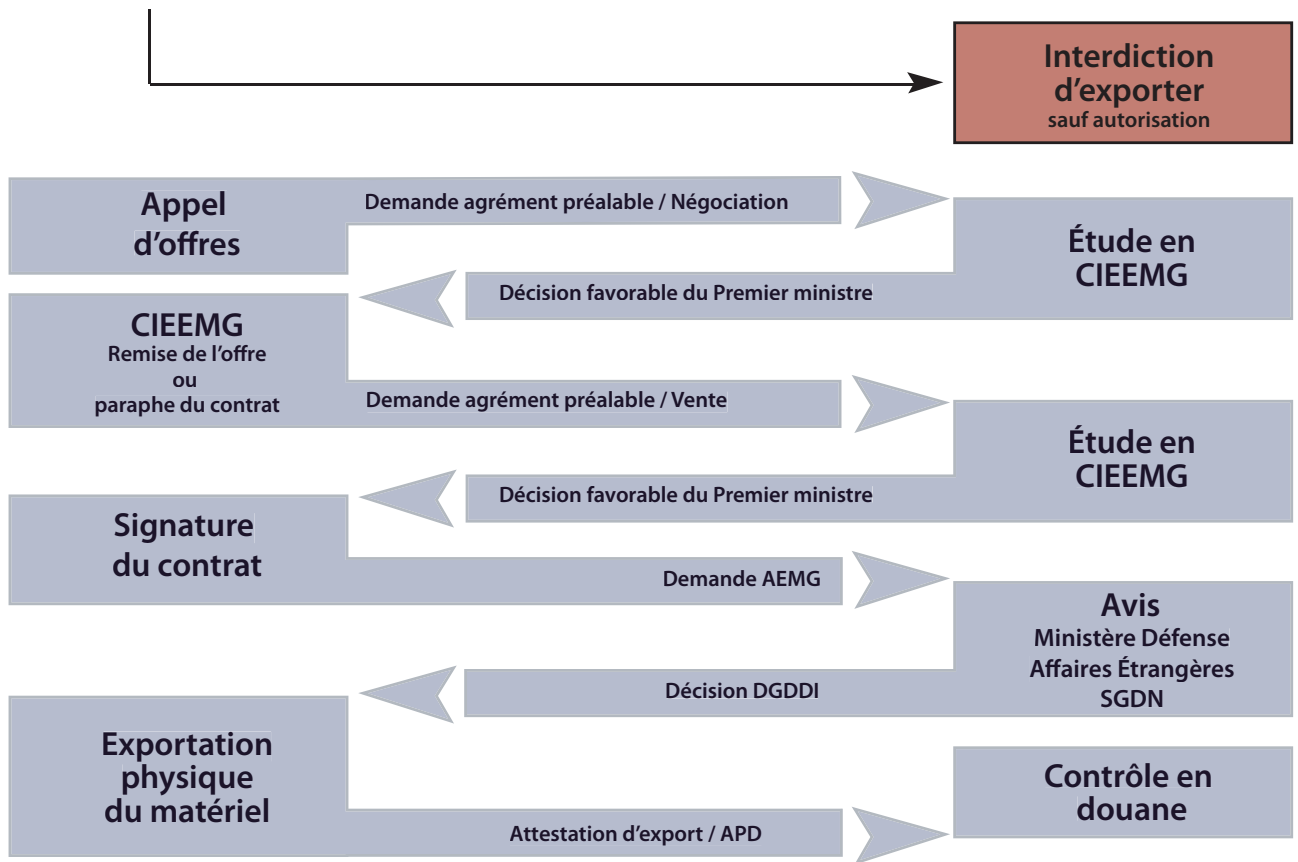 Interdiction
d'exporter
sauf autorisation
Appel
d'offres
Demande agrément préalable / Négociation
Étude en
CIEEMG
Décision favorable du Premier ministre
CIEEMG
Remise de l'offre
ou
paraphe du contrat
Demande agrément préalable / Vente
Étude en
CIEEMG
Décision favorable du Premier ministre
Signature
du contrat
Demande AEMG
Avis
Ministère Défense
Affaires Étrangères
SGDN
Décision DGDDI
Exportation
physique
du matériel
Attestation d'export / APD
Contrôle en
douane